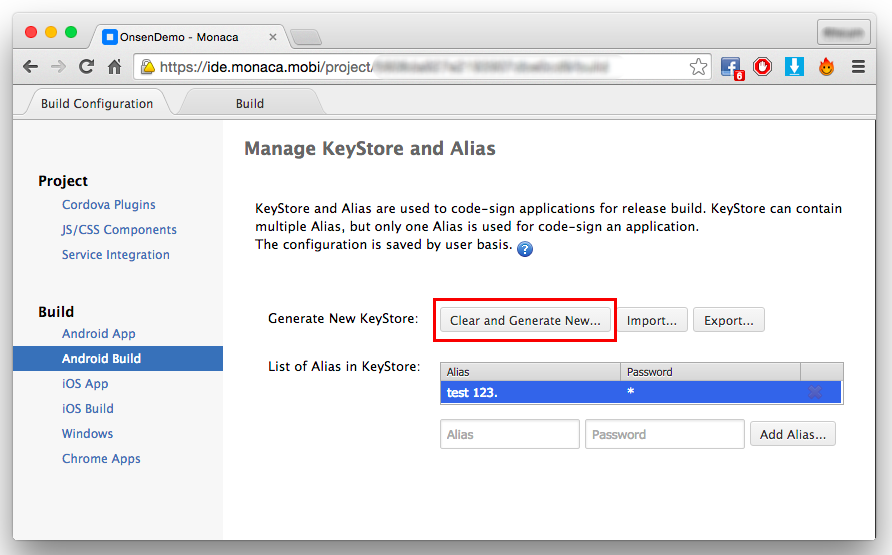 OnsenDemo - Monaca
https://ide.monaca.mobi/project/
6
Build Configuration
Build
Manage KeyStore and Alias
Project
Cordova Plugins
JS/CSS Components
Service Integration
KeyStore and Alias are used to code-sign applications for release build. KeyStore can contain
multiple Alias, but only one Alias is used for code-sign an application.
The configuration is saved by user basis. ?
Build
Android App
Android Build
iOS App
iOS Build
Windows
Chrome Apps
Generate New KeyStore: Clear and Generate New... Import... Export...
List of Alias in KeyStore:
Alias Password
test 123. *
Alias Password Add Alias...